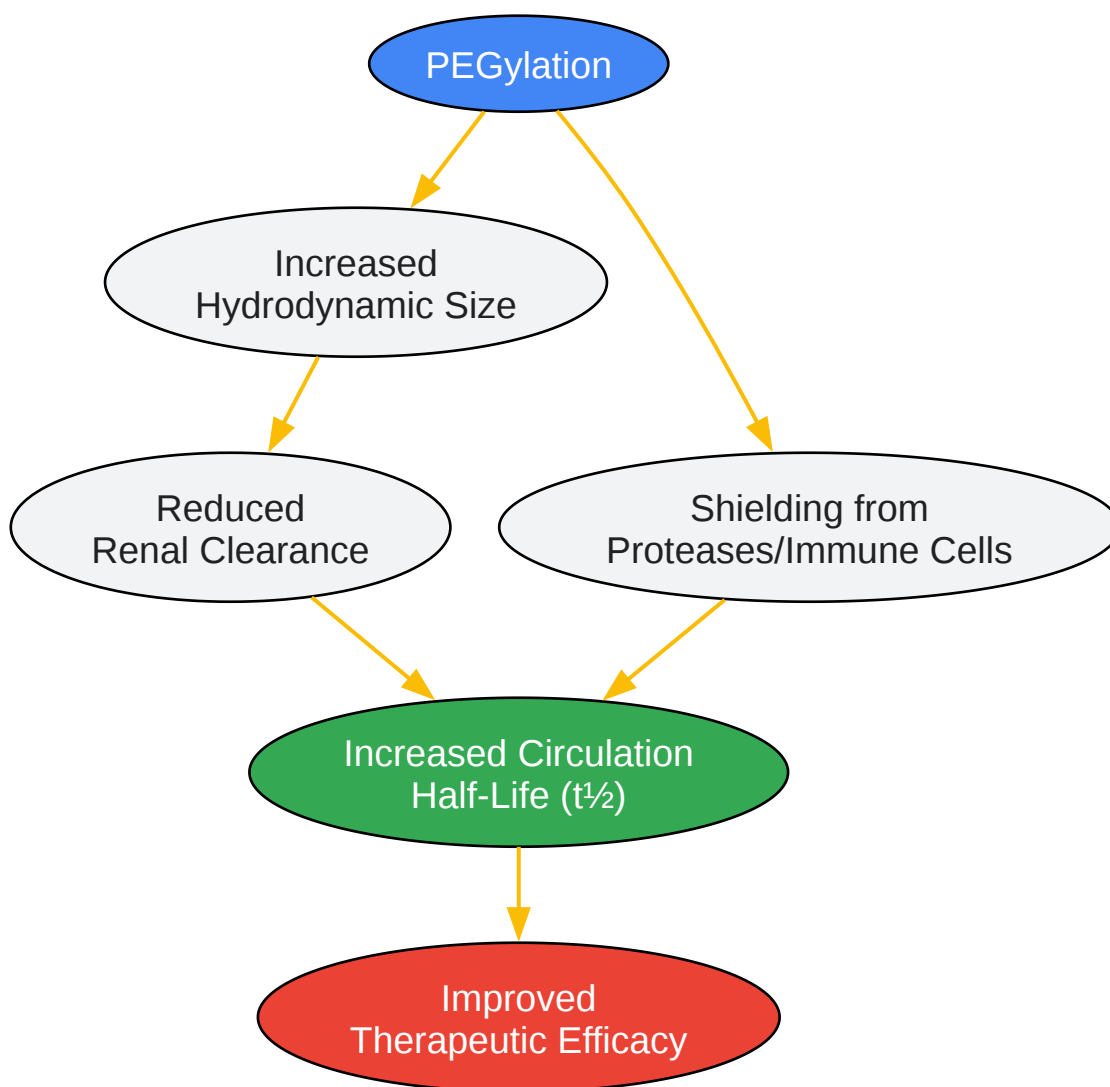 PEGylation
Increased
Hydrodynamic Size
Reduced
Renal Clearance
Shielding from
Proteases/Immune Cells
Increased Circulation
Half-Life (t½)
Improved
Therapeutic Efficacy